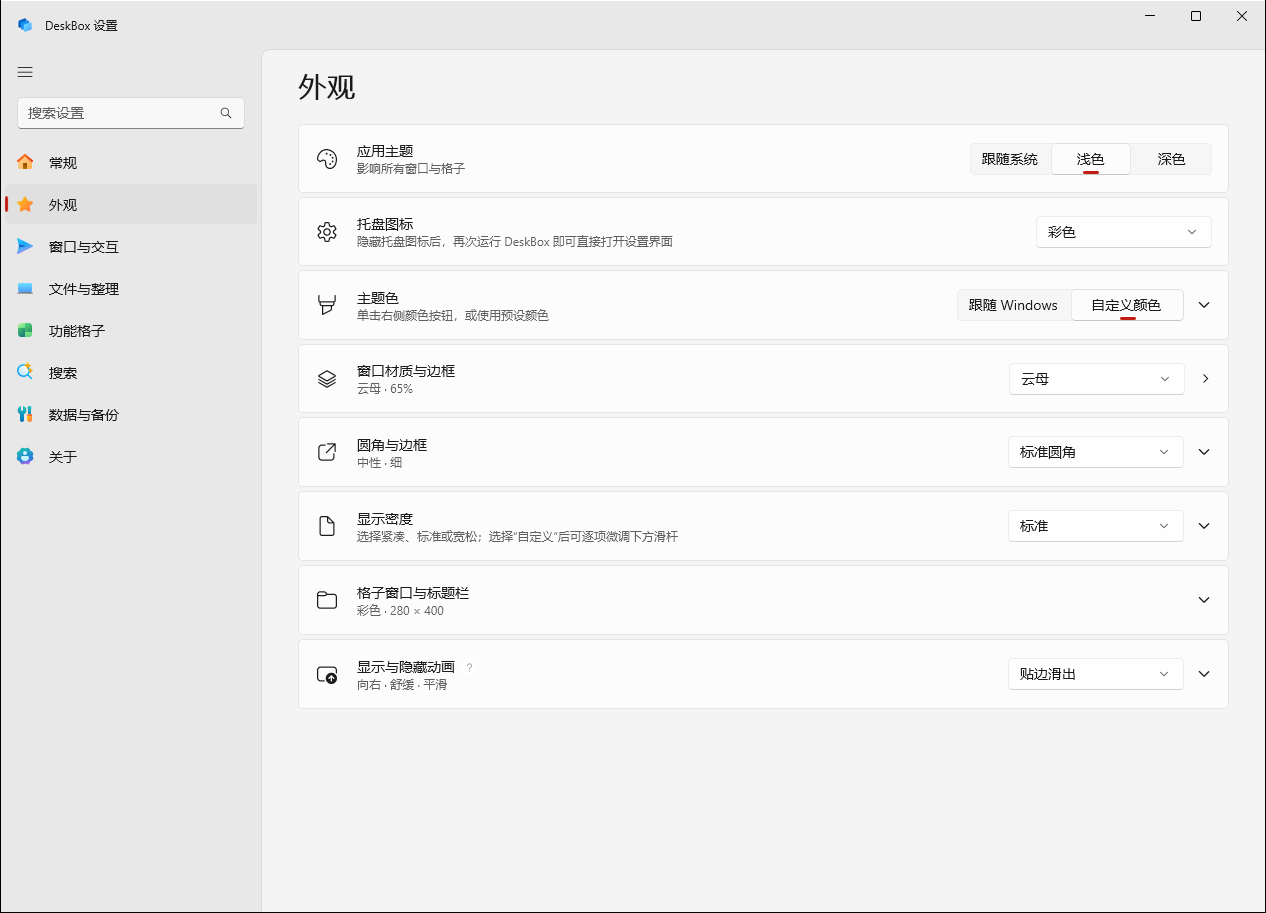 DeskBox 设置
搜索设置
常规
外观
窗口与交互
文件与整理
功能格子
搜索
数据与备份
关于
外观
应用主题
影响所有窗口与格子
跟随系统 浅色 深色
托盘图标
隐藏托盘图标后，再次运行 DeskBox 即可直接打开设置界面
彩色
主题色
单击右侧颜色按钮，或使用预设颜色
跟随 Windows 自定义颜色
窗口材质与边框
云母 · 65%
云母
圆角与边框
中性 · 细
标准圆角
显示密度
选择紧凑、标准或宽松；选择“自定义”后可逐项微调下方滑杆
标准
格子窗口与标题栏
彩色 · 280 × 400
显示与隐藏动画 ?
向右 · 舒缓 · 平滑
贴边滑出